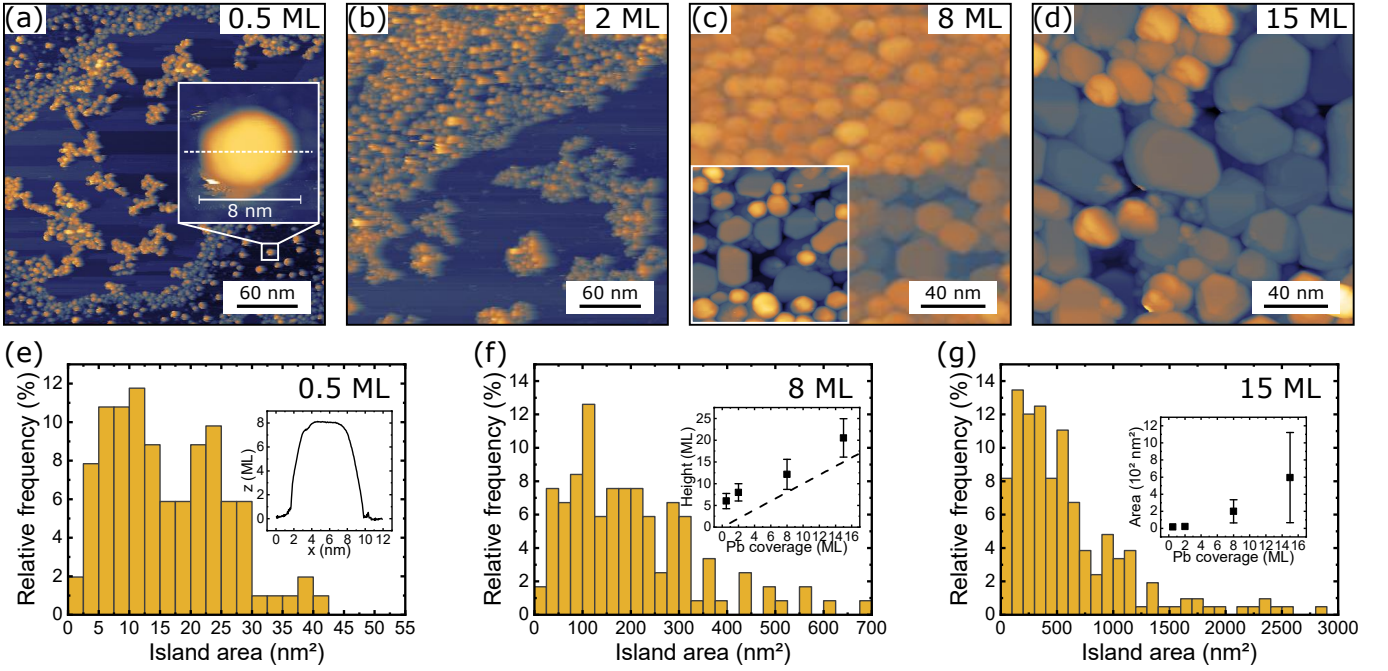 (a) 0.5 ML
8 nm
60 nm
(b) 2 ML
60 nm
(c) 8 ML
40 nm
(d) 15 ML
40 nm
(e)
0.5 ML
Relative frequency (%)
12
10
8
6
4
2
0
0 5 10 15 20 25 30 35 40 45 50 55
Island area (nm²)
z (ML)
8
6
4
2
0
0 2 4 6 8 10 12
x (nm)
(f)
8 ML
Relative frequency (%)
14
12
10
8
6
4
2
0
0 100 200 300 400 500 600 700
Island area (nm²)
Height (ML)
25
20
15
10
5
0
0 2 4 6 8 10 12 14 16
Pb coverage (ML)
(g)
15 ML
Relative frequency (%)
14
12
10
8
6
4
2
0
0 500 1000 1500 2000 2500 3000
Island area (nm²)
Area (10² nm²)
12
10
8
6
4
2
0
0 2 4 6 8 10 12 14 16
Pb coverage (ML)